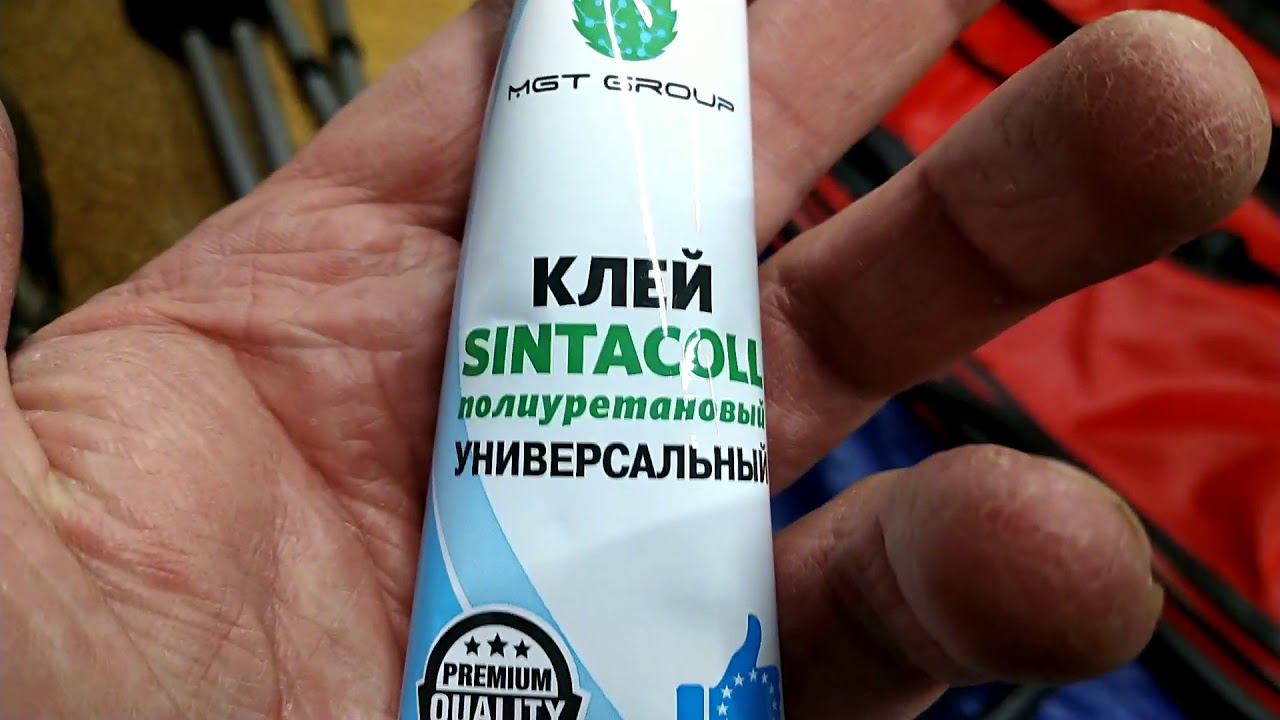 MGT GROUP
КЛЕЙ
SINTACOLL
полиуретановый
УНИВЕРСАЛЬНЫЙ
PREMIUM
QUALITY